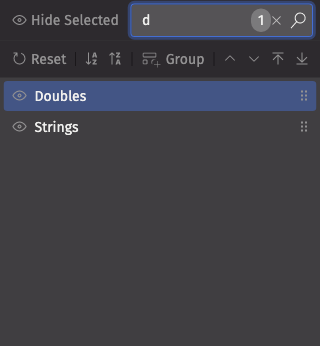 Hide Selected d 1
Reset A Z Z A Group
Doubles
Strings